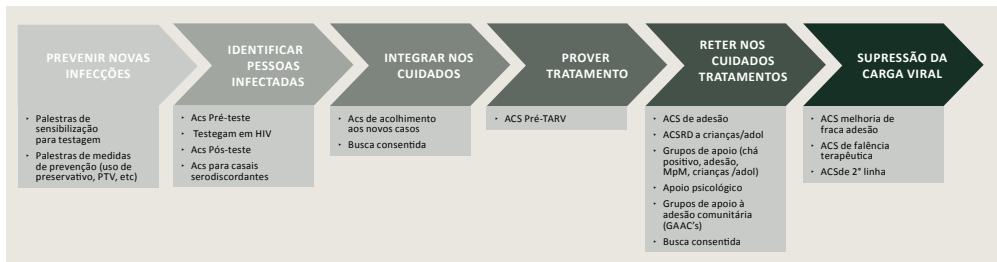 PREVENIR NOVAS
INFECÇÕES
• Palestras de
sensibilização
para testagem
• Palestras de medidas
de prevenção (uso de
preservativo, PTV, etc)
IDENTIFICAR
PESSOAS
INFECTADAS
• Acs Pré-teste
• Testegam em HIV
• Acs Pós-teste
• Acs para casais
serodiscordantes
INTEGRAR NOS
CUIDADOS
• Acs de acolhimento
aos novos casos
• Busca consentida
PROVER
TRATAMENTO
• ACS Pré-TARV
RETER NOS
CUIDADOS
TRATAMENTOS
• ACS de adesão
• ACSRD a crianças/adol
• Grupos de apoio (chá
positivo, adesão,
MpM, crianças /adol)
• Apoio psicológico
• Grupos de apoio à
adesão comunitária
(GAAC's)
• Busca consentida
SUPRESSÃO DA
CARGA VIRAL
• ACS melhoria de
fraca adesão
• ACS de falência
terapêutica
• ACSde 2° linha